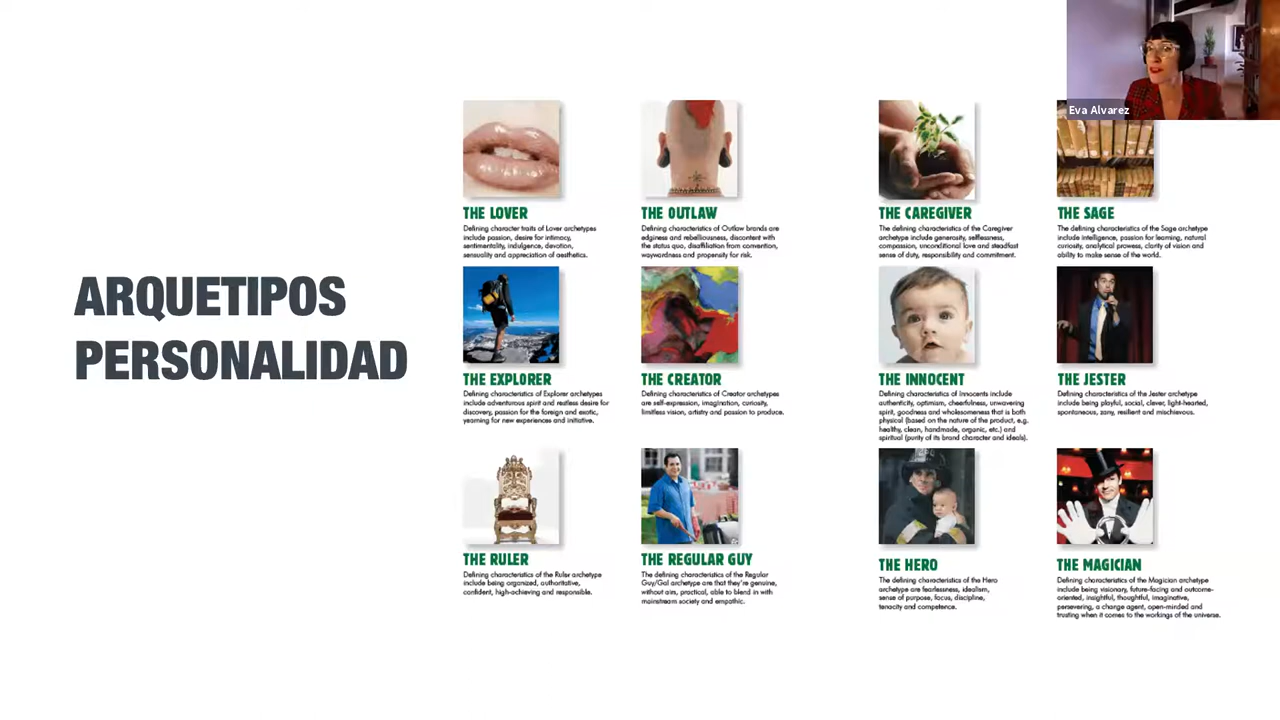 Eva Alvarez
ARQUETIPOS
PERSONALIDAD
THE LOVER
Defining character traits of Lover archetypes
include passion, desire for intimacy,
sentimentality, indulgence, devotion,
sensuality and appreciation of aesthetics.
THE OUTLAW
Defining characteristics of Outlaw brands are
edginess and rebelliousness, discontent with
the status quo, disaffiliation from convention,
waywardness and propensity for risk.
THE CAREGIVER
The defining characteristics of the Caregiver
archetype include generosity, selflessness,
compassion, unconditional love and steadfast
sense of duty, responsibility and commitment.
THE SAGE
The defining characteristics of the Sage
archetype include intelligence, passion for learning, natural
curiosity, analytical prowess, clarity of vision and
ability to make sense of the world.
THE EXPLORER
Defining characteristics of Explorer archetypes
include adventurous spirit and restless desire for
discovery, passion for the foreign and exotic,
yearning for new experiences and initiative.
THE CREATOR
Defining characteristics of Creator archetypes
are self-expression, imagination, curiosity,
limitless vision, artistry and passion to produce.
THE INNOCENT
Defining characteristics of Innocents include
authenticity, optimism, cheerfulness, unwavering
spirit, goodness and wholesomeness that is both
physical (based on the nature of the product, e.g.
healthy, clean, handmade, organic, etc.) and
spiritual (purity of its brand character and ideals).
THE JESTER
Defining characteristics of the Jester archetype
include being playful, social, clever, light-hearted,
spontaneous, zany, resilient and mischievous.
THE RULER
Defining characteristics of the Ruler archetype
include being organized, authoritative,
confident, high-achieving and responsible.
THE REGULAR GUY
The defining characteristics of the Regular
Guy/Gal archetype are that they're genuine,
without airs, practical, able to blend in with
mainstream society and empathic.
THE HERO
The defining characteristics of the Hero
archetype are fearlessness, idealism,
sense of purpose, focus, discipline,
tenacity and competence.
THE MAGICIAN
Defining characteristics of the Magician archetype
include being visionary, future-facing and outcome-
oriented, insightful, thoughtful, imaginative,
persevering, a change agent, open-minded and
trusting when it comes to the workings of the universe.